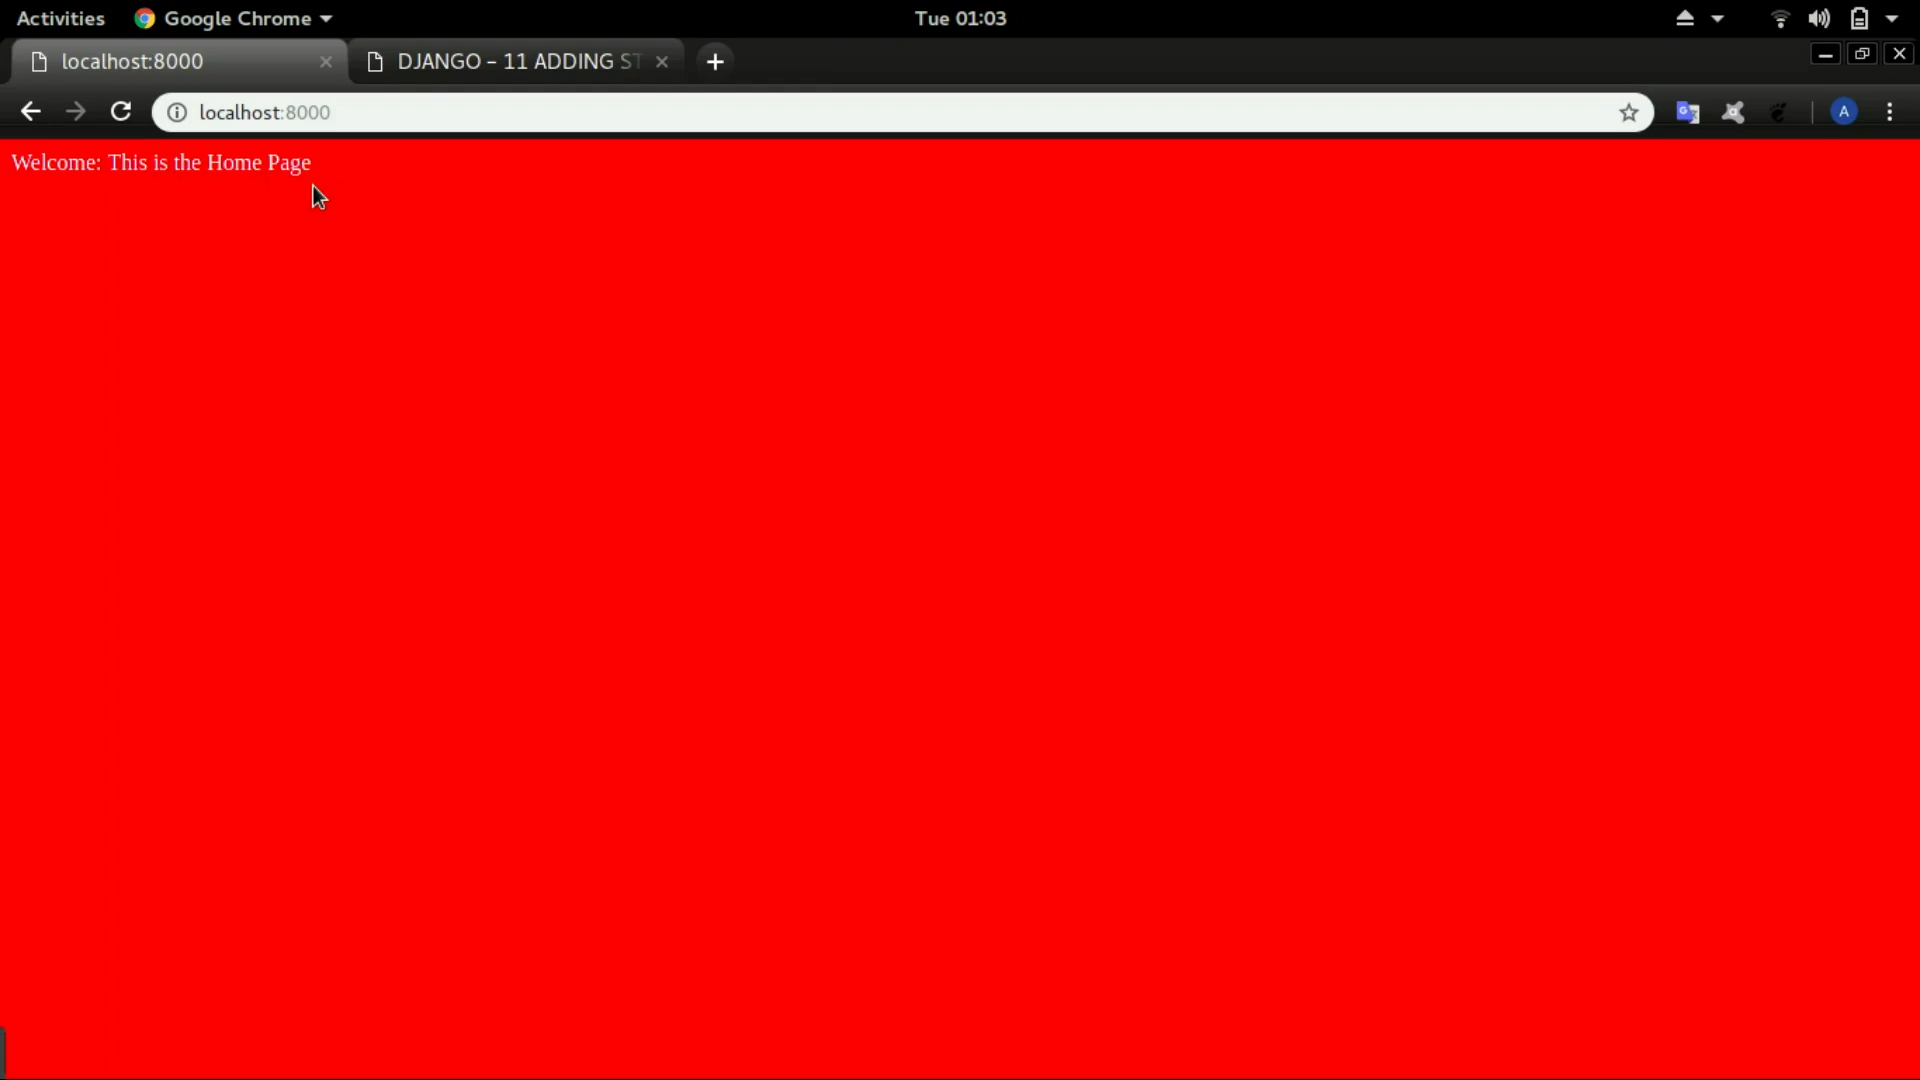 Activities Google Chrome Tue 01:03
localhost:8000 DJANGO – 11 ADDING ST
localhost:8000 A
Welcome: This is the Home Page